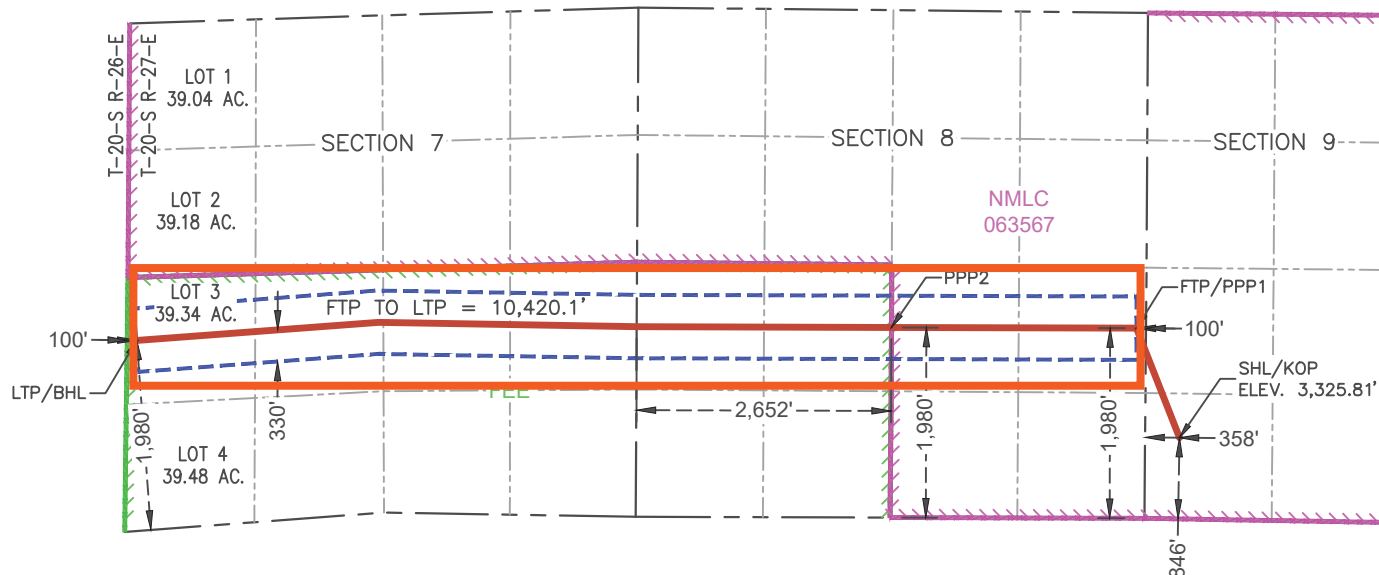 T-20-S R-26-E
T-20-S R-27-E
LOT 1
39.04 AC.
SECTION 7
SECTION 8
SECTION 9
LOT 2
39.18 AC.
NMLC
063567
PPP2
LOT 3
39.34 AC.
FTP TO LTP = 10,420.1'
FTP/PPP1
100'
100'
SHL/KOP
ELEV. 3,325.81'
LTP/BHL
FEE
2,652'
1,980'
330'
1,980'
1,980'
358'
LOT 4
39.48 AC.
846'